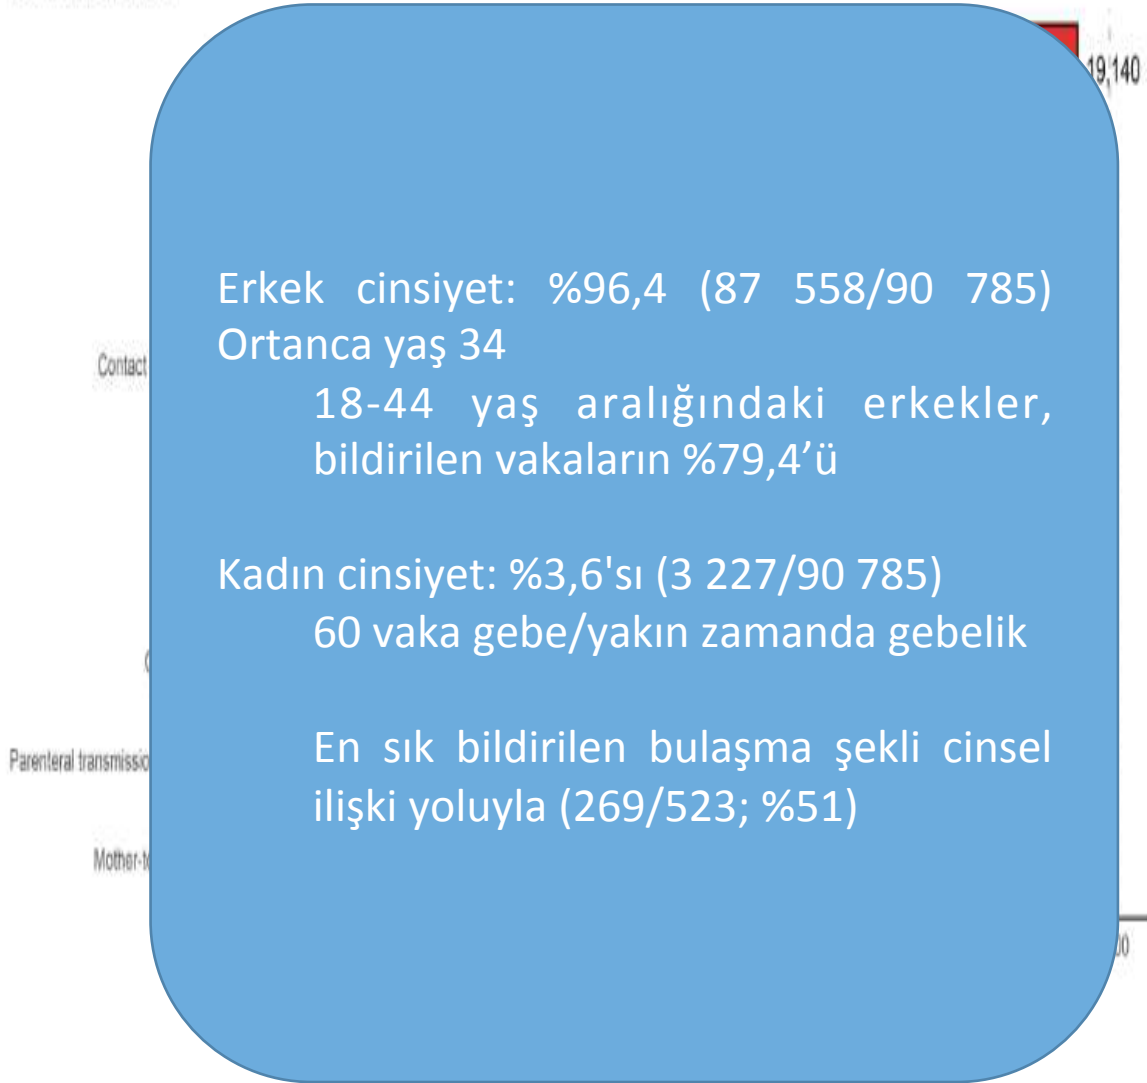 19,140
Erkek cinsiyet: %96,4 (87 558/90 785)
Ortanca yaş 34
18-44 yaş aralığındaki erkekler,
bildirilen vakaların %79,4’ü
Contact
Kadın cinsiyet: %3,6'sı (3 227/90 785)
60 vaka gebe/yakın zamanda gebelik
Parenteral
En sık bildirilen bulaşma şekli cinsel
ilişki yoluyla (269/523; %51)